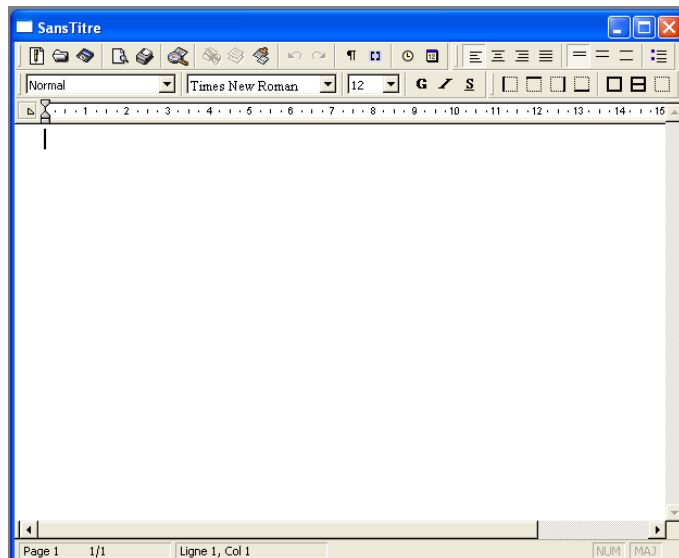 SansTitre
Normal Times New Roman 12 G I S
1 2 3 4 5 6 7 8 9 10 11 12 13 14 15
Page 1 1/1 Ligne 1, Col 1 NUM MAJ